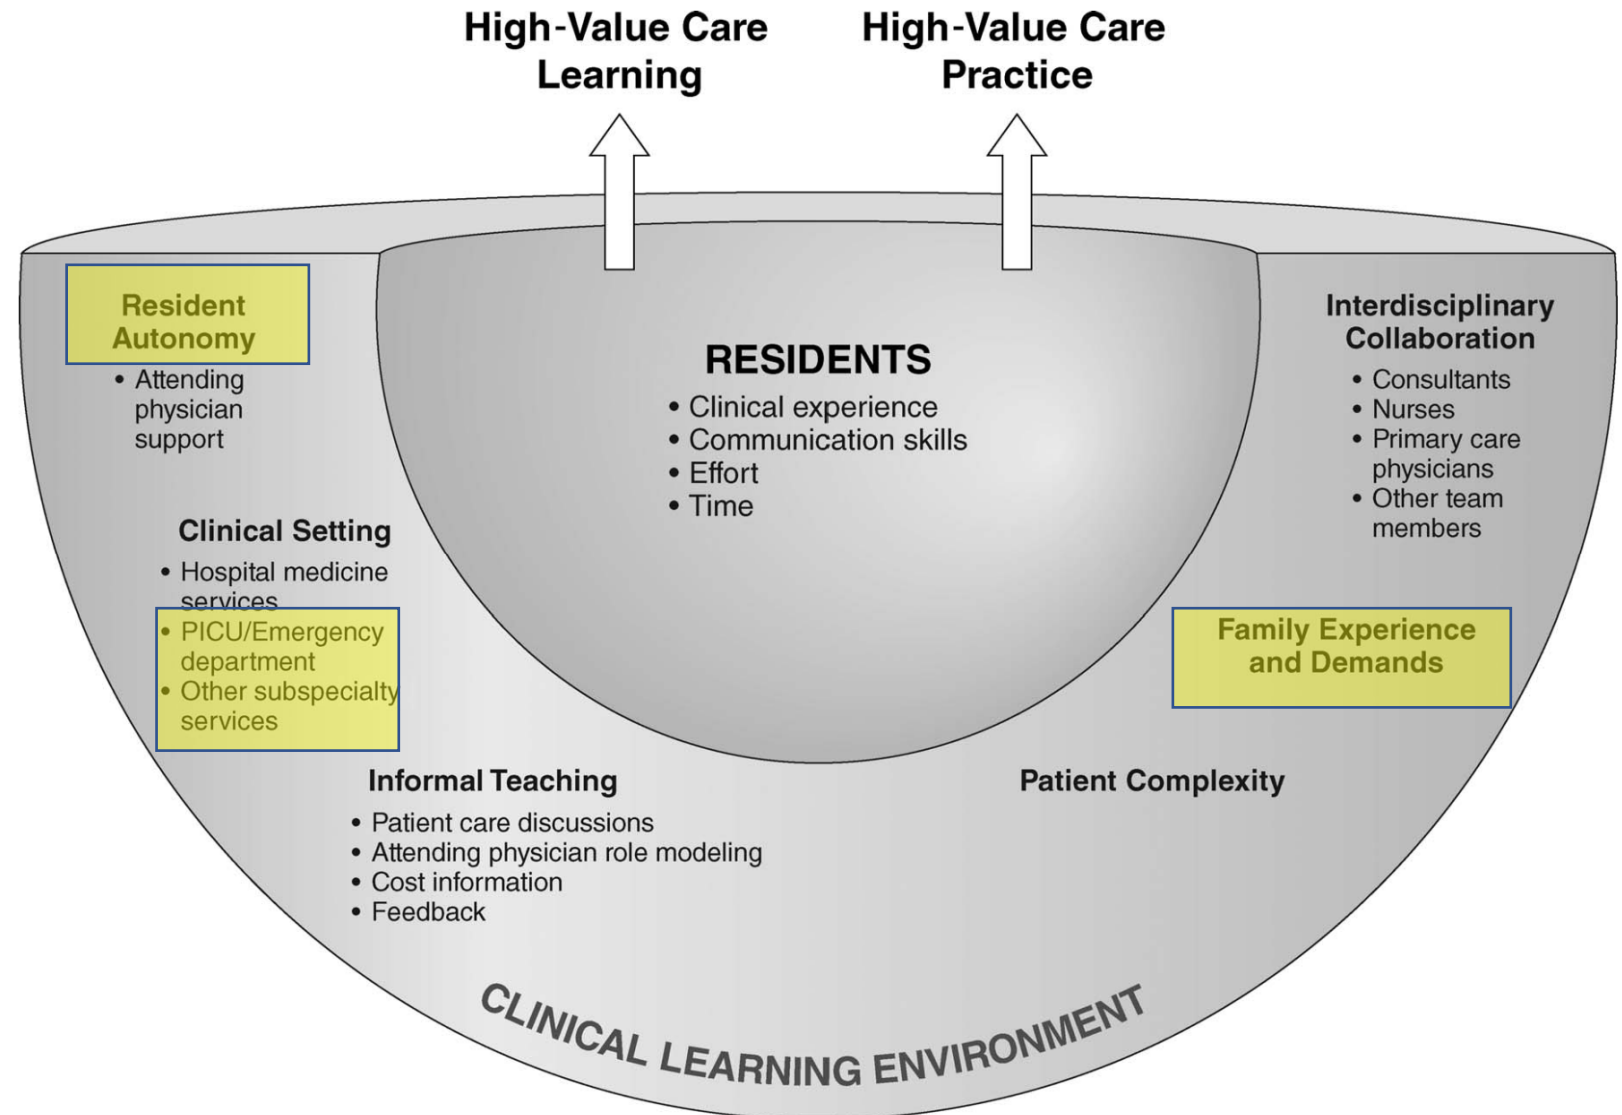 High-Value Care
Learning
High-Value Care
Practice
Resident
Autonomy
• Attending
physician
support
Clinical Setting
• Hospital medicine
services
• PICU/Emergency
department
• Other subspecialty
services
Informal Teaching
• Patient care discussions
• Attending physician role modeling
• Cost information
• Feedback
RESIDENTS
• Clinical experience
• Communication skills
• Effort
• Time
Interdisciplinary
Collaboration
• Consultants
• Nurses
• Primary care
physicians
• Other team
members
Family Experience
and Demands
Patient Complexity
CLINICAL LEARNING ENVIRONMENT